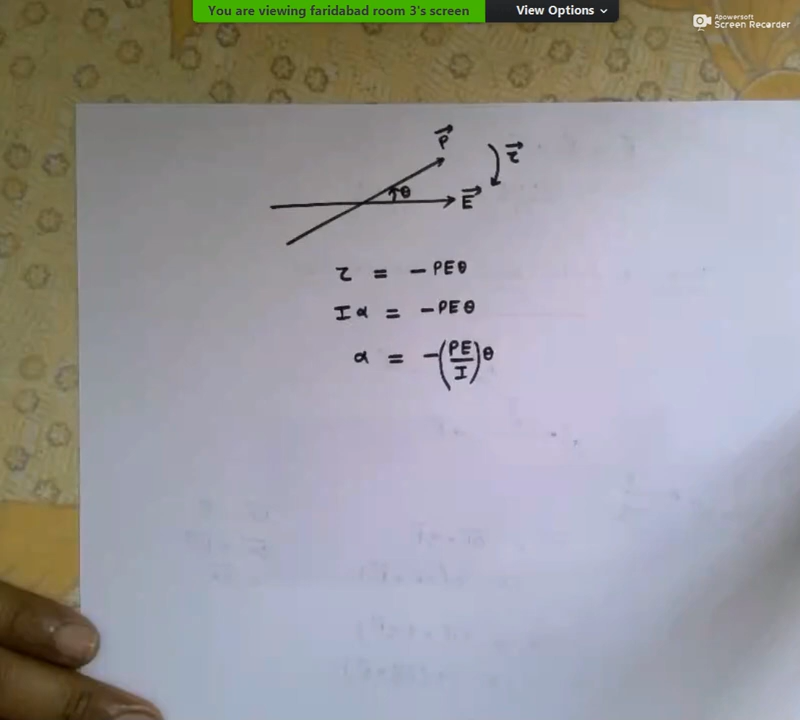 You are viewing faridabad room 3's screen
View Options
Apowersoft
Screen Recorder
P⃗
τ⃗
θ
E⃗
τ = -PEθ
Iα = -PEθ
α = -(PE/I)θ